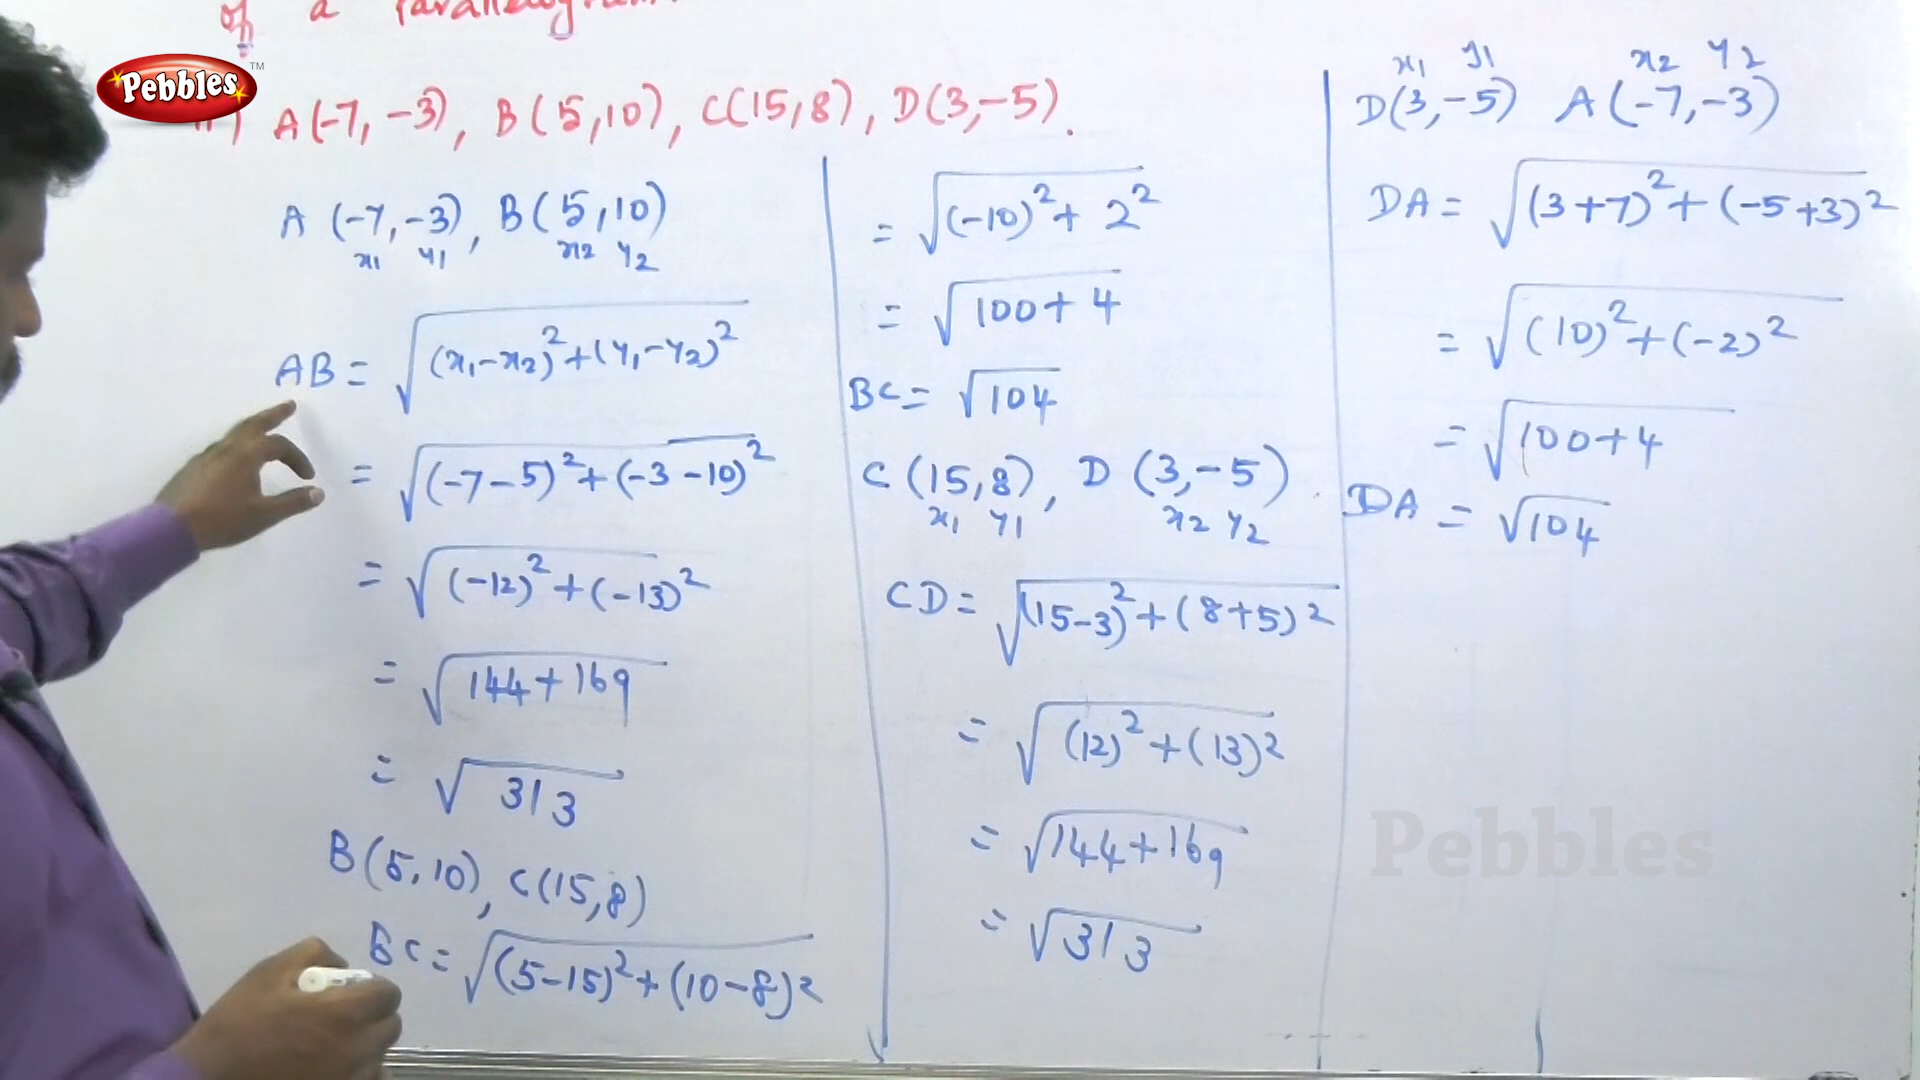 of a Parallelogram
Pebbles™
A(-7, -3), B(5,10), C(15,8), D(3,-5).
A (-7, -3), B(5,10)
x1 y1 x2 y2
AB = √(x1-x2)²+(y1-y2)²
= √(-7-5)²+(-3-10)²
= √(-12)²+(-13)²
= √144+169
= √313
B(5,10), C(15,8)
BC = √(5-15)²+(10-8)²
= √(-10)²+2²
= √100+4
BC = √104
C (15,8), D (3,-5)
x1 y1 x2 y2
CD = √(15-3)²+(8+5)²
= √(12)²+(13)²
= √144+169
= √313
x1 y1 x2 y2
D(3,-5) A(-7,-3)
DA = √(3+7)²+(-5+3)²
= √(10)²+(-2)²
= √100+4
DA = √104
Pebbles